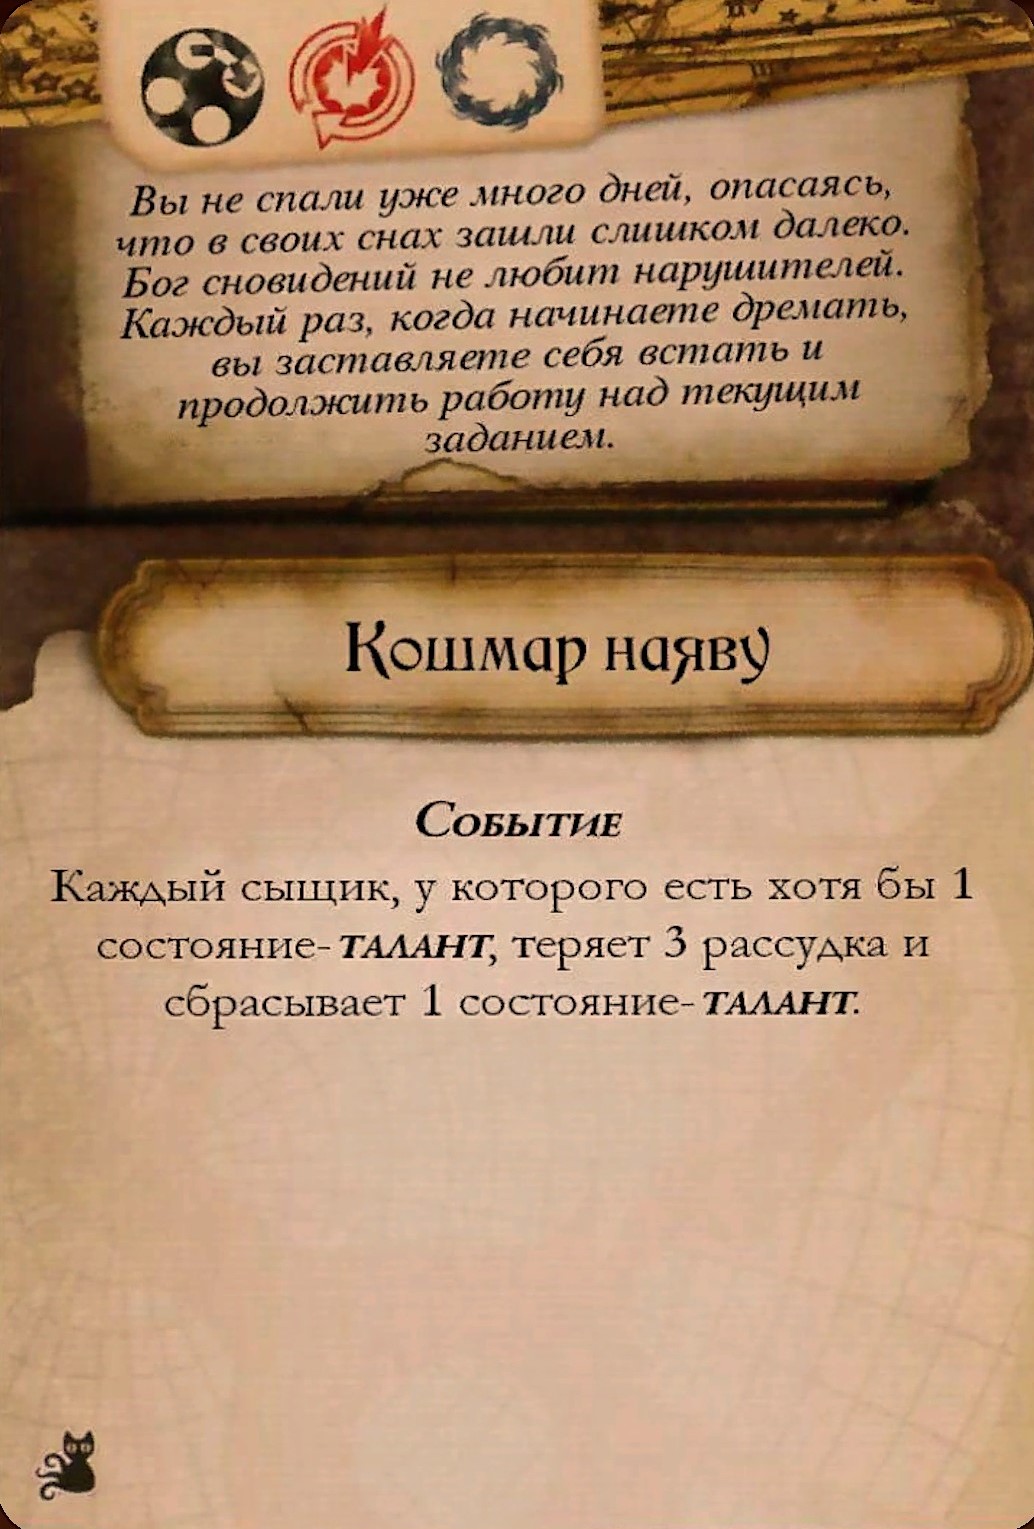 Вы не спали уже много дней, опасаясь,
что в своих снах зашли слишком далеко.
Бог сновидений не любит нарушителей.
Каждый раз, когда начинаете дремать,
вы заставляете себя встать и
продолжить работу над текущим
заданием.
Кошмар наяву
Событие
Каждый сыщик, у которого есть хотя бы 1
состояние- ТАЛАНТ, теряет 3 рассудка и
сбрасывает 1 состояние- ТАЛАНТ.